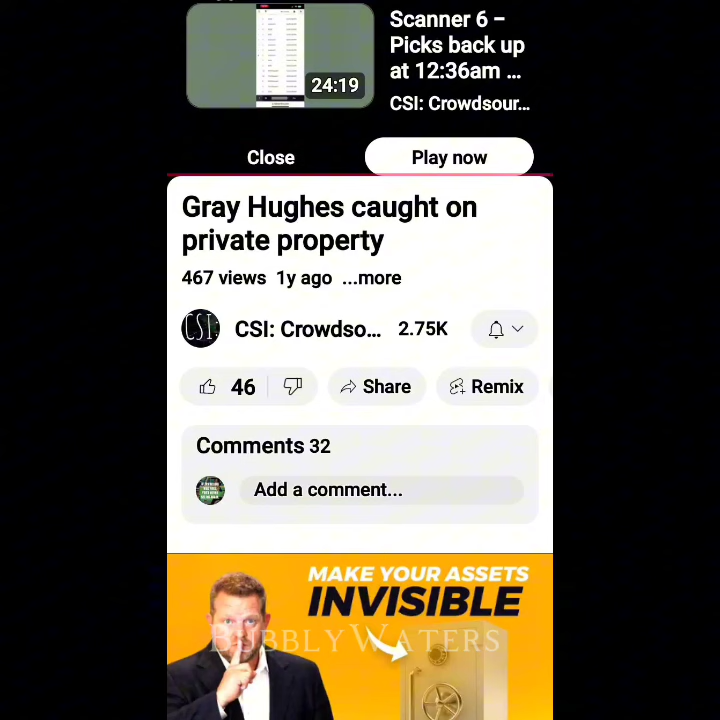 Scanner 6 –
Picks back up
at 12:36am ...
24:19
CSI: Crowdsour...
Close
Play now
Gray Hughes caught on
private property
467 views 1y ago ...more
CSI:
CSI: Crowdso... 2.75K
46
Share
Remix
Comments 32
Add a comment...
MAKE YOUR ASSETS
INVISIBLE
BUBBLYWATERS